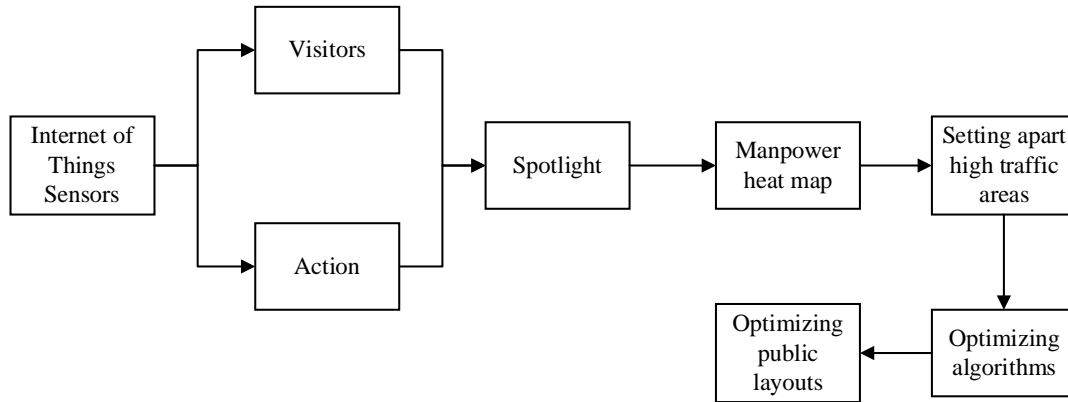 Internet of
Things
Sensors
Visitors
Action
Spotlight
Manpower
heat map
Setting apart
high traffic
areas
Optimizing
algorithms
Optimizing
public
layouts